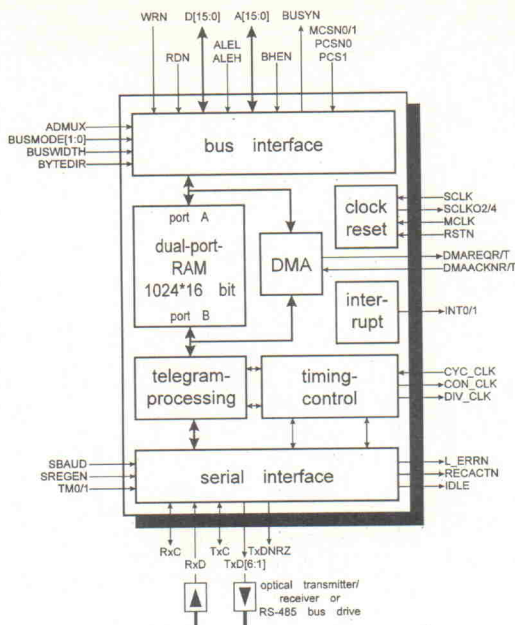 WRN D[15:0] A[15:0] BUSYN
MCSN0/1
ALEL PCSN0
RDN ALEH BHEN PCS1
ADMUX
BUSMODE[1:0]
BUSWIDTH
BYTEDIR
bus interface
port A
dual-port-
RAM
1024*16 bit
port B
DMA
clock
reset
SCLK
SCLKO2/4
MCLK
RSTN
DMAREQR/T
DMAACKNR/T
inter-
rupt
INT0/1
telegram-
processing
timing-
control
CYC_CLK
CON_CLK
DIV_CLK
SBAUD
SREGEN
TM0/1
serial interface
L_ERRN
RECACTN
IDLE
RxC TxC TxDNRZ
RxD TxD[6:1]
optical transmitter/
receiver or
RS-485 bus drive